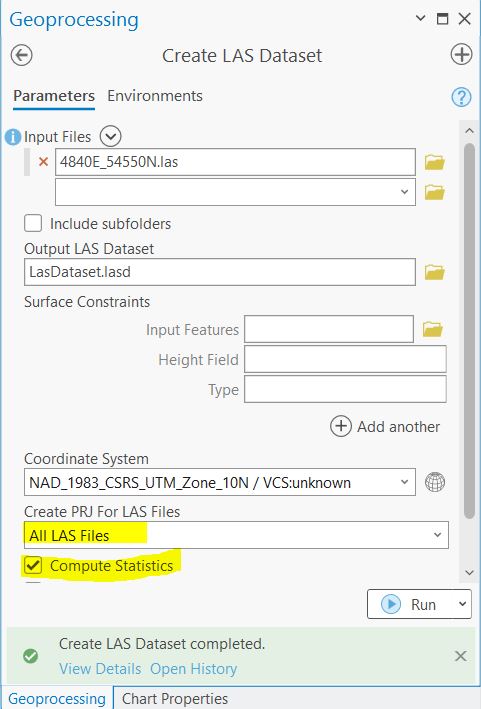 Geoprocessing
Create LAS Dataset
Parameters Environments
Input Files
4840E_54550N.las
Include subfolders
Output LAS Dataset
LasDataset.lasd
Surface Constraints
Input Features
Height Field
Type
Add another
Coordinate System
NAD_1983_CSRS_UTM_Zone_10N / VCS:unknown
Create PRJ For LAS Files
All LAS Files
Compute Statistics
Run
Create LAS Dataset completed.
View Details Open History
Geoprocessing Chart Properties